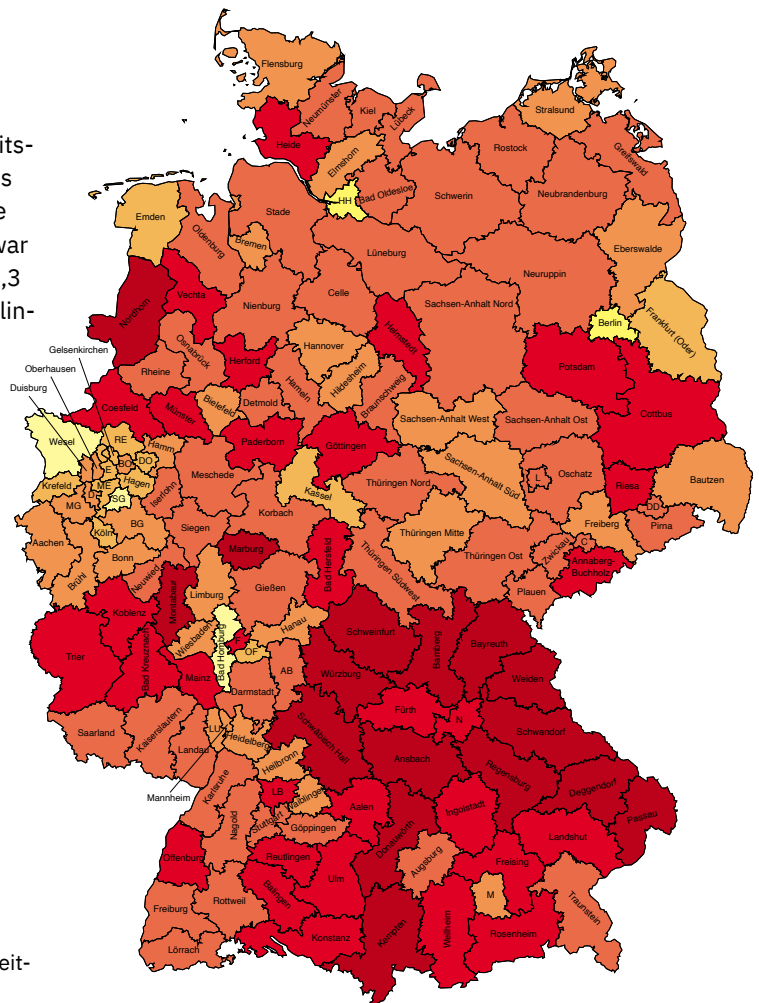 its-
s
e
war
,3
lin-
Flensburg
Neumünster
Kiel
Lübeck
Heide
Elmshorn
HH
Bad Oldesloe
Stralsund
Rostock
Greifswald
Schwerin
Neubrandenburg
Emden
Oldenburg
Stade
Bremen
Lüneburg
Eberswalde
Neuruppin
Nordhorn
Vechta
Nienburg
Celle
Sachsen-Anhalt Nord
Berlin
Frankfurt (Oder)
Gelsenkirchen
Oberhausen
Duisburg
Osnabrück
Rheine
Herford
Hannover
Hildesheim
Helmstadt
Braunschweig
Hameln
Potsdam
Cottbus
Coesfeld
Münster
Bielefeld
Detmold
Paderborn
Göttingen
Sachsen-Anhalt West
Sachsen-Anhalt Ost
Sachsen-Anhalt Süd
Wesel
RE
Hamm
BO
DO
E
Hagen
ME
Krefeld
D
SG
MG
Iserlohn
Meschede
Kassel
Thüringen Nord
L
Oschatz
Riesa
Bautzen
DD
Pirna
Freiberg
C
Zwickau
Annaberg-
Buchholz
Plauen
Köln
BG
Siegen
Korbach
Aachen
Bonn
Brühl
Marburg
Bad Hersfeld
Thüringen Mitte
Thüringen Ost
Thüringen Südwest
Neuwied
Montabaur
Limburg
Gießen
Koblenz
Wiesbaden
Bad Homburg
F
OF
Hanau
Trier
Bad Kreuznach
Mainz
Darmstadt
AB
Schweinfurt
Bamberg
Bayreuth
Würzburg
Weiden
Saarland
Kaiserslautern
Landau
LU
Heidelberg
Mannheim
Fürth
N
Schwandorf
Schwäbisch Hall
Ansbach
Regensburg
Heilbronn
Karlsruhe
LB
Waiblingen
Stuttgart
Göppingen
Aalen
Nagold
Donauwörth
Ingolstadt
Deggendorf
Passau
Landshut
Offenburg
Reutlingen
Ulm
Augsburg
Freising
Balingen
Rottweil
Freiburg
Lörrach
Konstanz
Kempten
Weilheim
M
Rosenheim
Traunstein
eit-